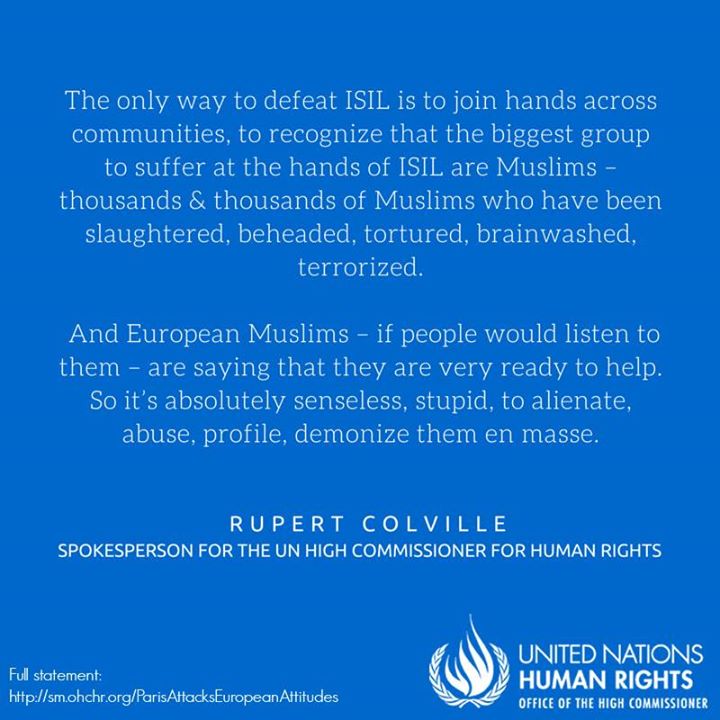 The only way to defeat ISIL is to join hands across
communities, to recognize that the biggest group
to suffer at the hands of ISIL are Muslims –
thousands & thousands of Muslims who have been
slaughtered, beheaded, tortured, brainwashed,
terrorized.
And European Muslims – if people would listen to
them – are saying that they are very ready to help.
So it's absolutely senseless, stupid, to alienate,
abuse, profile, demonize them en masse.
RUPERT COLVILLE
SPOKESPERSON FOR THE UN HIGH COMMISSIONER FOR HUMAN RIGHTS
Full statement:
http://sm.ohchr.org/ParisAttacksEuropeanAttitudes
UNITED NATIONS
HUMAN RIGHTS
OFFICE OF THE HIGH COMMISSIONER